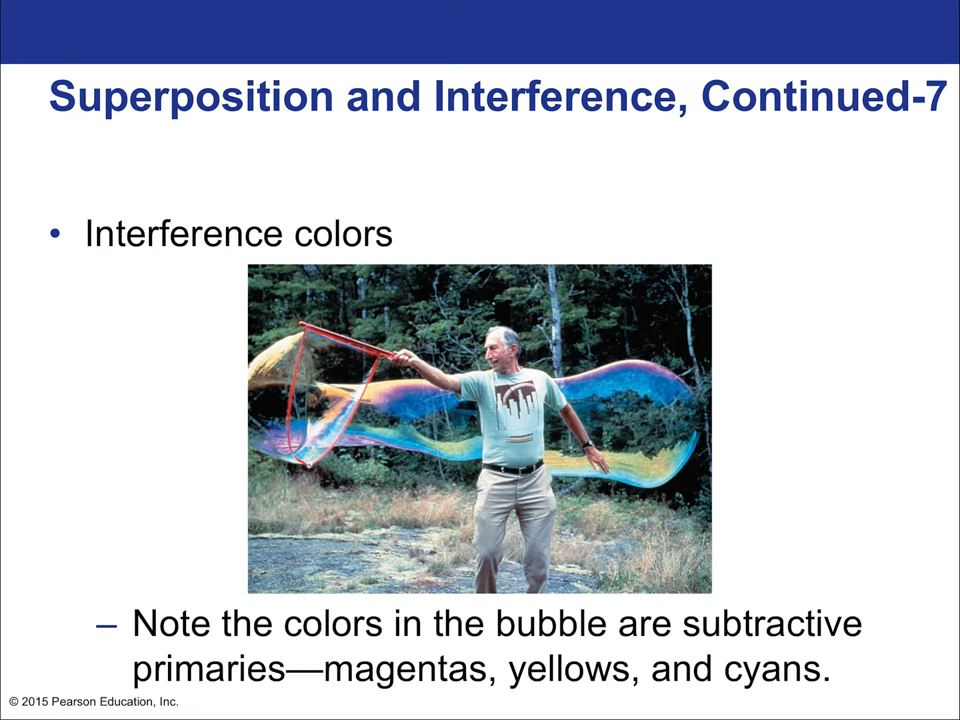 Superposition and Interference, Continued-7
• Interference colors
– Note the colors in the bubble are subtractive
primaries—magentas, yellows, and cyans.
© 2015 Pearson Education, Inc.